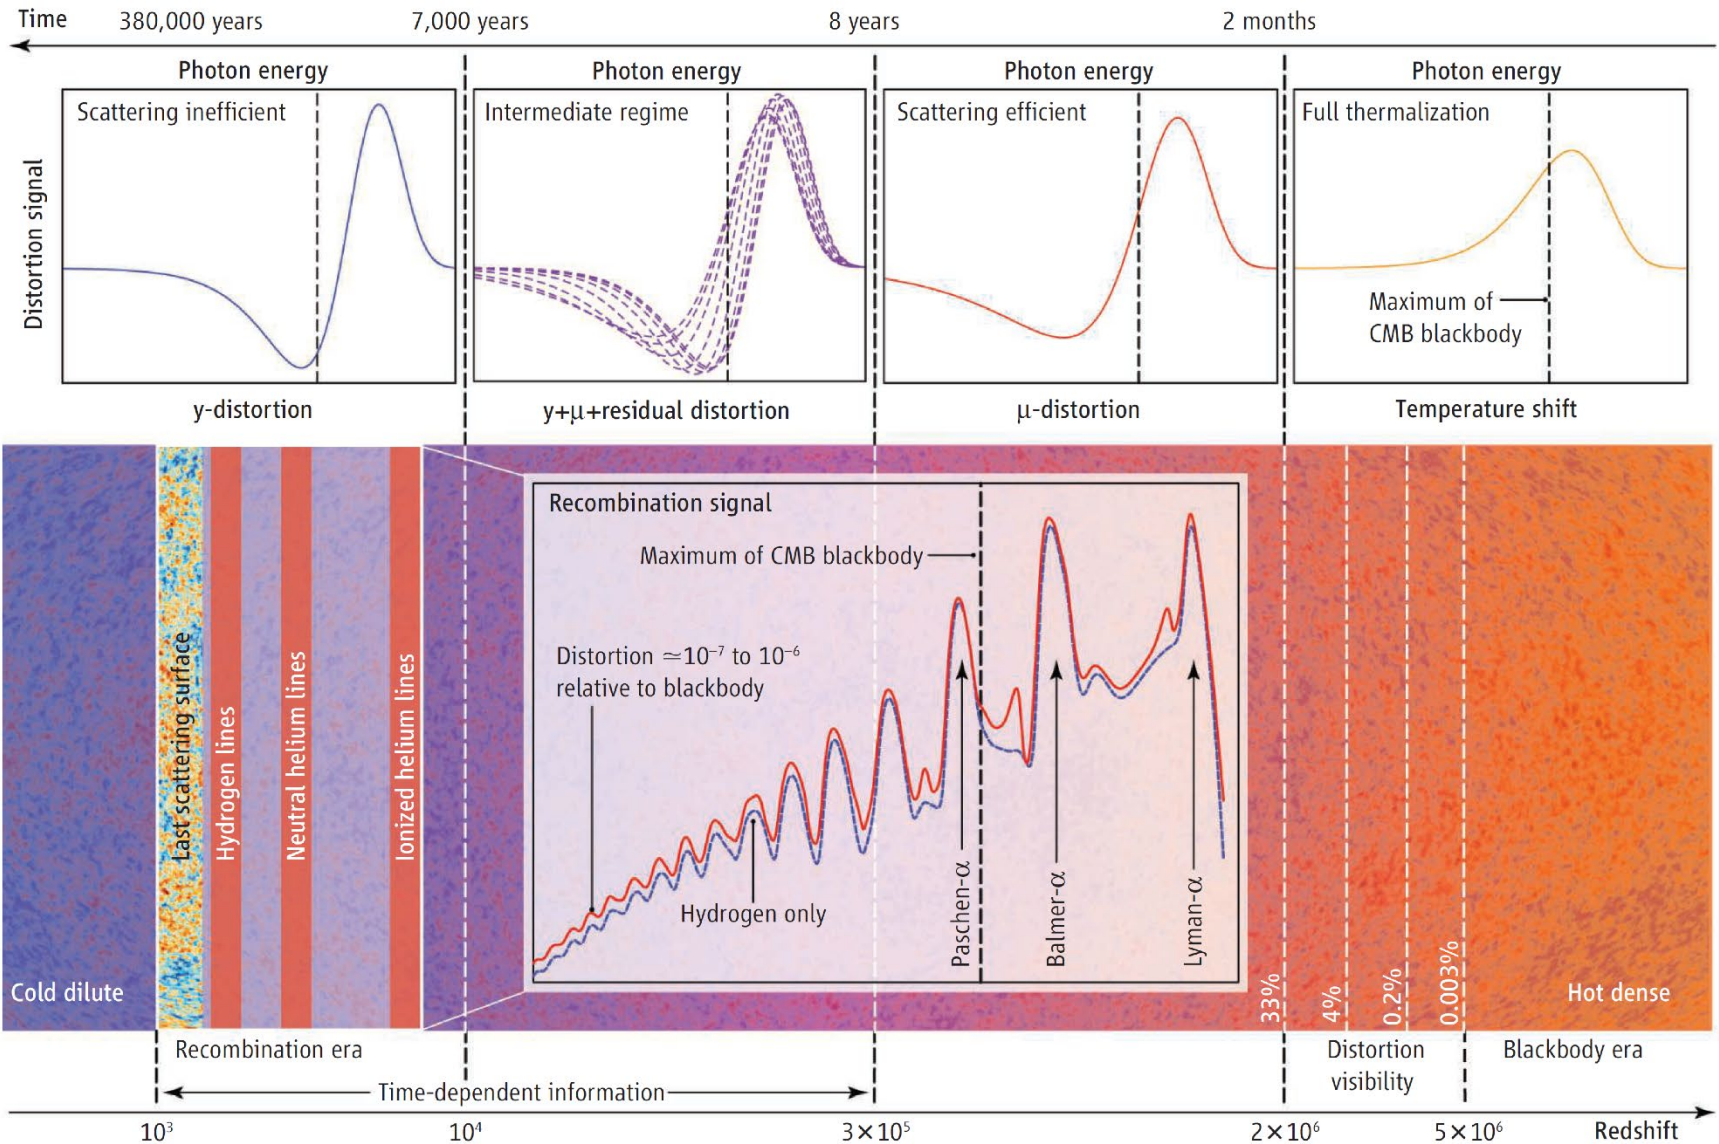 Time
380,000 years
7,000 years
8 years
2 months
Photon energy
Photon energy
Photon energy
Photon energy
Distortion signal
Scattering inefficient
Intermediate regime
Scattering efficient
Full thermalization
Maximum of
CMB blackbody
y-distortion
y+μ+residual distortion
μ-distortion
Temperature shift
Last scattering surface
Hydrogen lines
Neutral helium lines
Ionized helium lines
Recombination signal
Maximum of CMB blackbody
Distortion ≃10⁻⁷ to 10⁻⁶
relative to blackbody
Hydrogen only
Paschen-α
Balmer-α
Lyman-α
33%
4%
0.2%
0.003%
Cold dilute
Hot dense
Recombination era
Distortion
visibility
Blackbody era
Time-dependent information
10³
10⁴
3×10⁵
2×10⁶
5×10⁶
Redshift